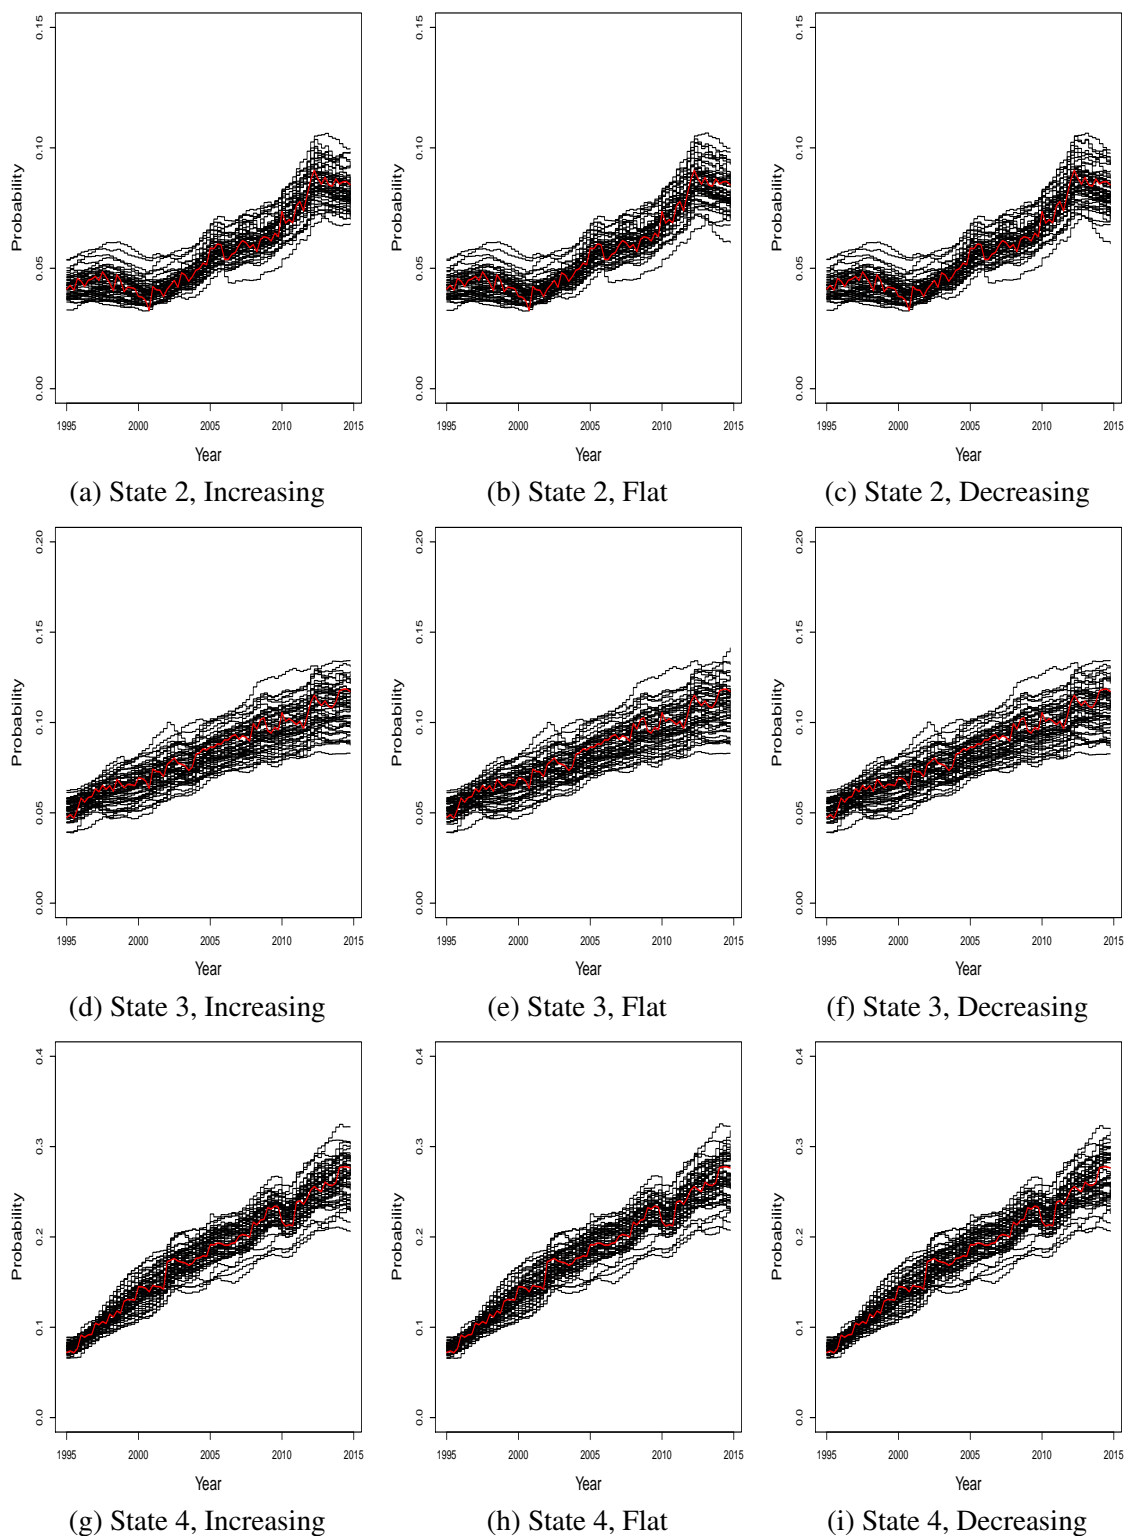 0.15 0.15 0.15
0.10 0.10 0.10
Probability Probability Probability
0.05 0.05 0.05
0.00 0.00 0.00
1995 2000 2005 2010 2015 1995 2000 2005 2010 2015 1995 2000 2005 2010 2015
Year Year Year
(a) State 2, Increasing (b) State 2, Flat (c) State 2, Decreasing
0.20 0.20 0.20
0.15 0.15 0.15
Probability Probability Probability
0.10 0.10 0.10
0.05 0.05 0.05
0.00 0.00 0.00
1995 2000 2005 2010 2015 1995 2000 2005 2010 2015 1995 2000 2005 2010 2015
Year Year Year
(d) State 3, Increasing (e) State 3, Flat (f) State 3, Decreasing
0.4 0.4 0.4
0.3 0.3 0.3
Probability Probability Probability
0.2 0.2 0.2
0.1 0.1 0.1
0.0 0.0 0.0
1995 2000 2005 2010 2015 1995 2000 2005 2010 2015 1995 2000 2005 2010 2015
Year Year Year
(g) State 4, Increasing (h) State 4, Flat (i) State 4, Decreasing